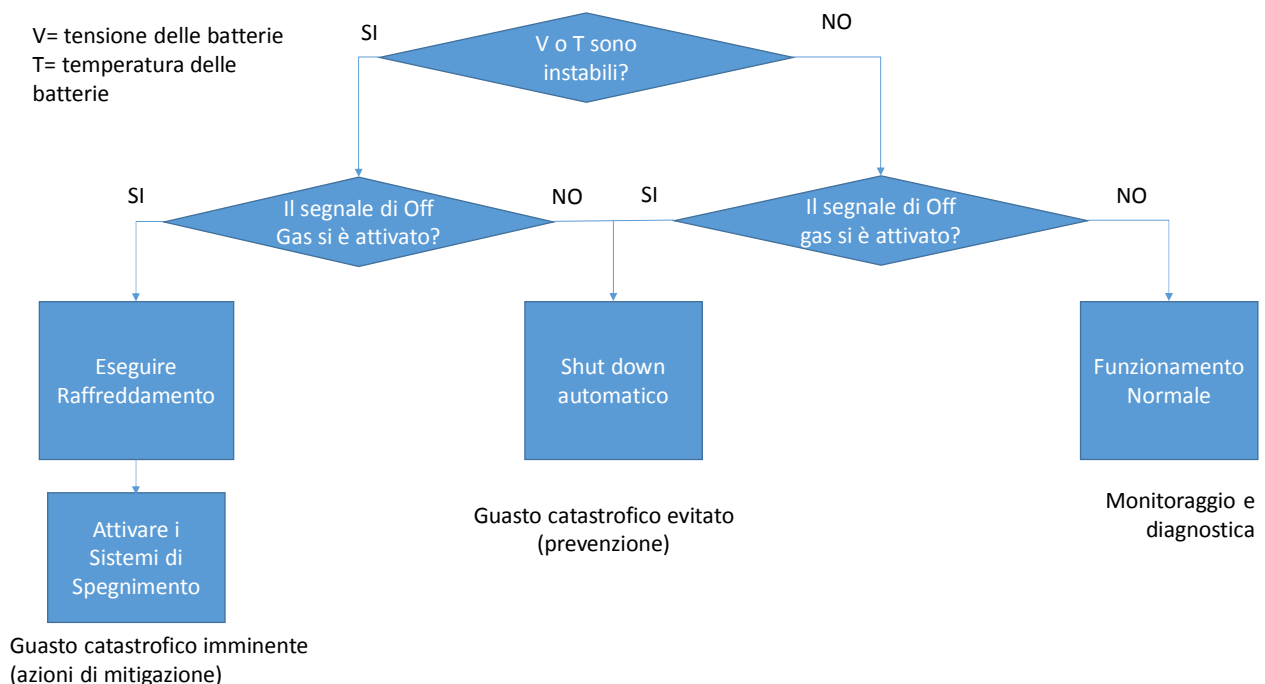 V= tensione delle batterie
T= temperatura delle
batterie
SI
V o T sono
instabili?
NO
SI
Il segnale di Off
Gas si è attivato?
NO
SI
Il segnale di Off
gas si è attivato?
NO
Eseguire
Raffreddamento
Shut down
automatico
Funzionamento
Normale
Attivare i
Sistemi di
Spegnimento
Guasto catastrofico evitato
(prevenzione)
Monitoraggio e
diagnostica
Guasto catastrofico imminente
(azioni di mitigazione)